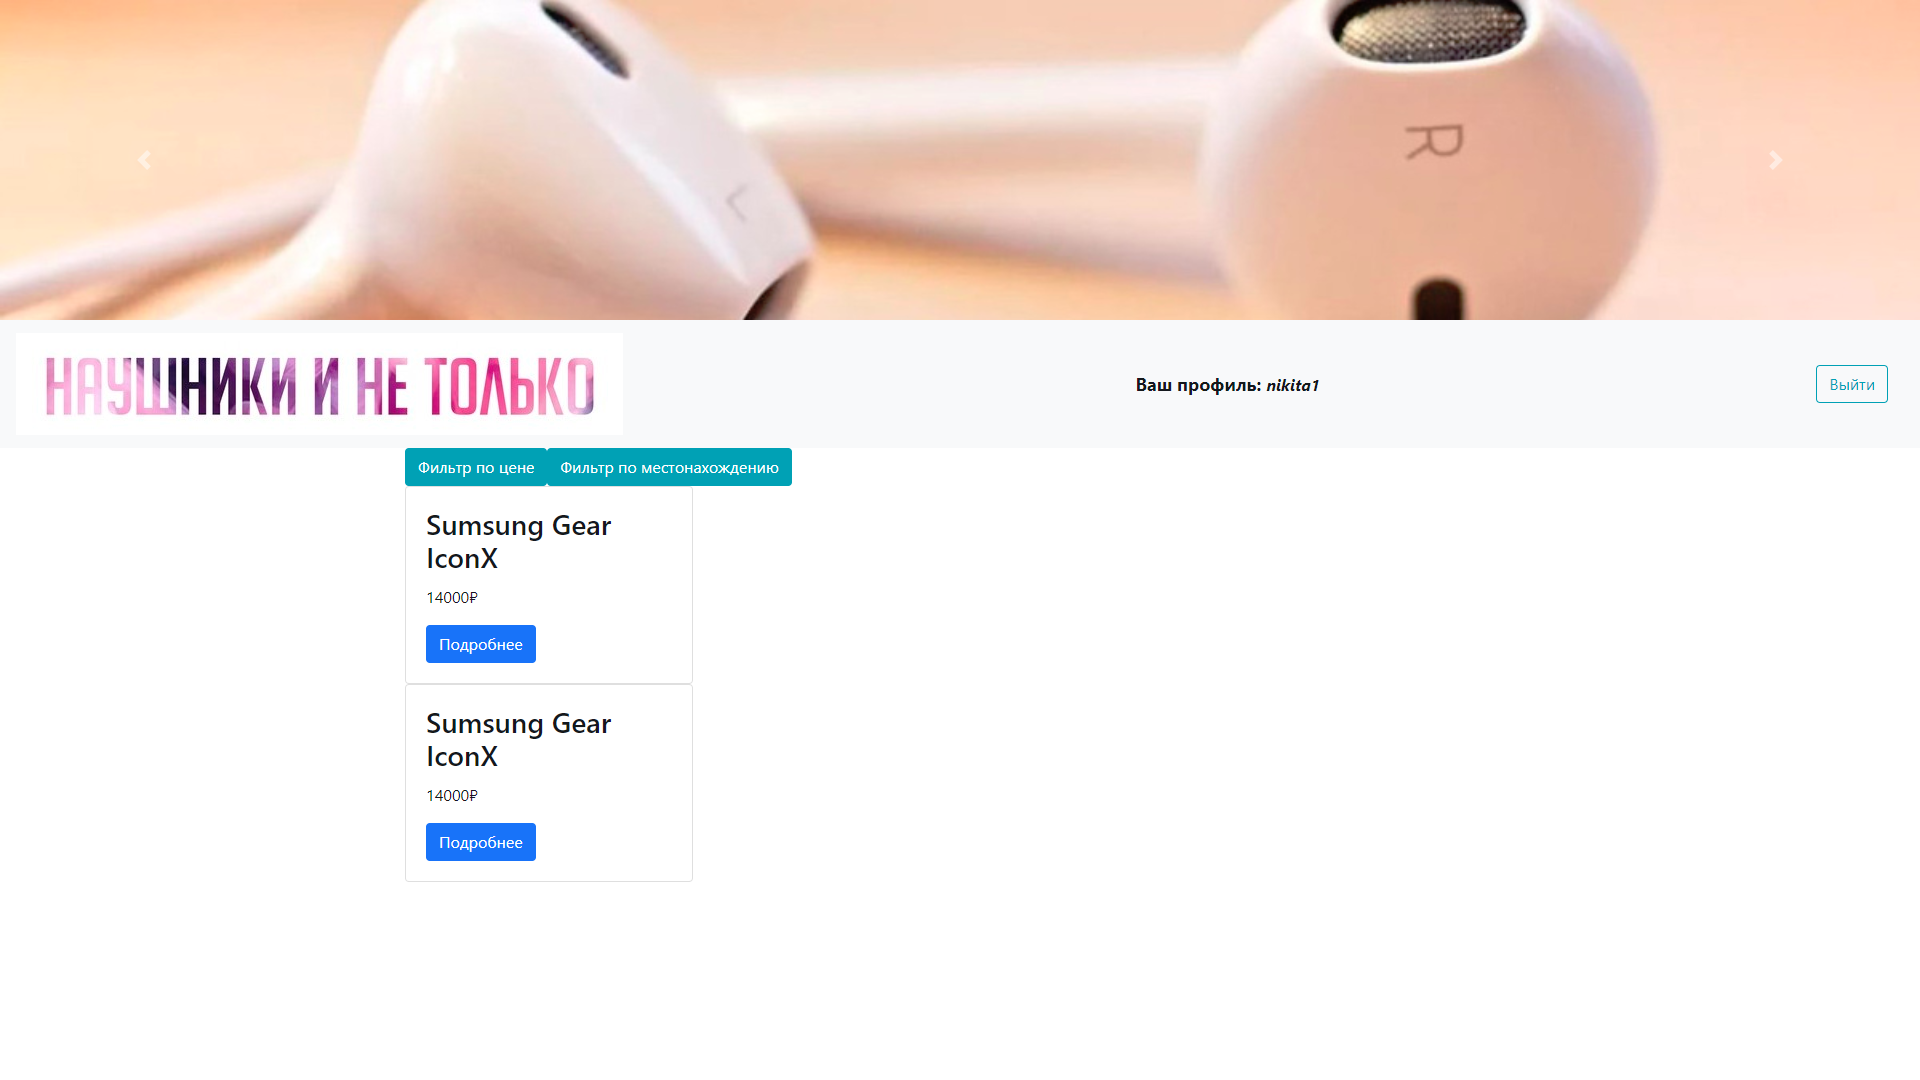 L
R
НАУШНИКИ И НЕ ТОЛЬКО
Ваш профиль: nikita1
Выйти
Фильтр по цене
Фильтр по местонахождению
Sumsung Gear
IconX
14000₽
Подробнее
Sumsung Gear
IconX
14000₽
Подробнее